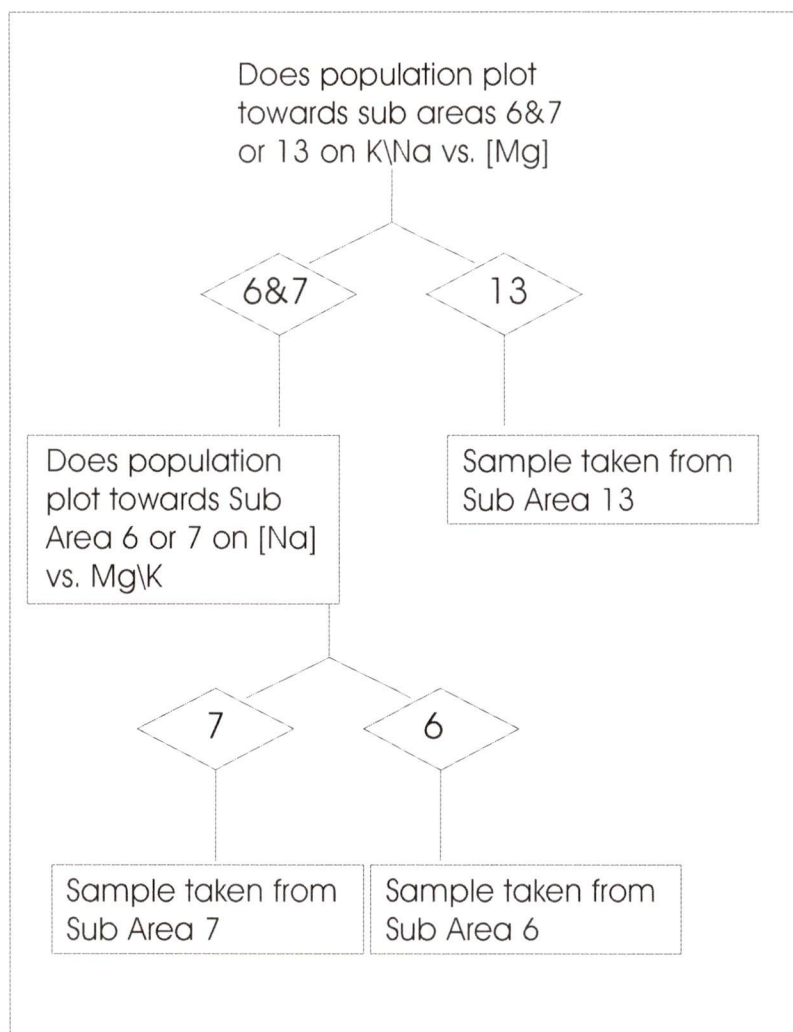 Does population plot
towards sub areas 6&7
or 13 on K\Na vs. [Mg]
6&7
13
Does population
plot towards Sub
Area 6 or 7 on [Na]
vs. Mg\K
Sample taken from
Sub Area 13
7
6
Sample taken from
Sub Area 7
Sample taken from
Sub Area 6